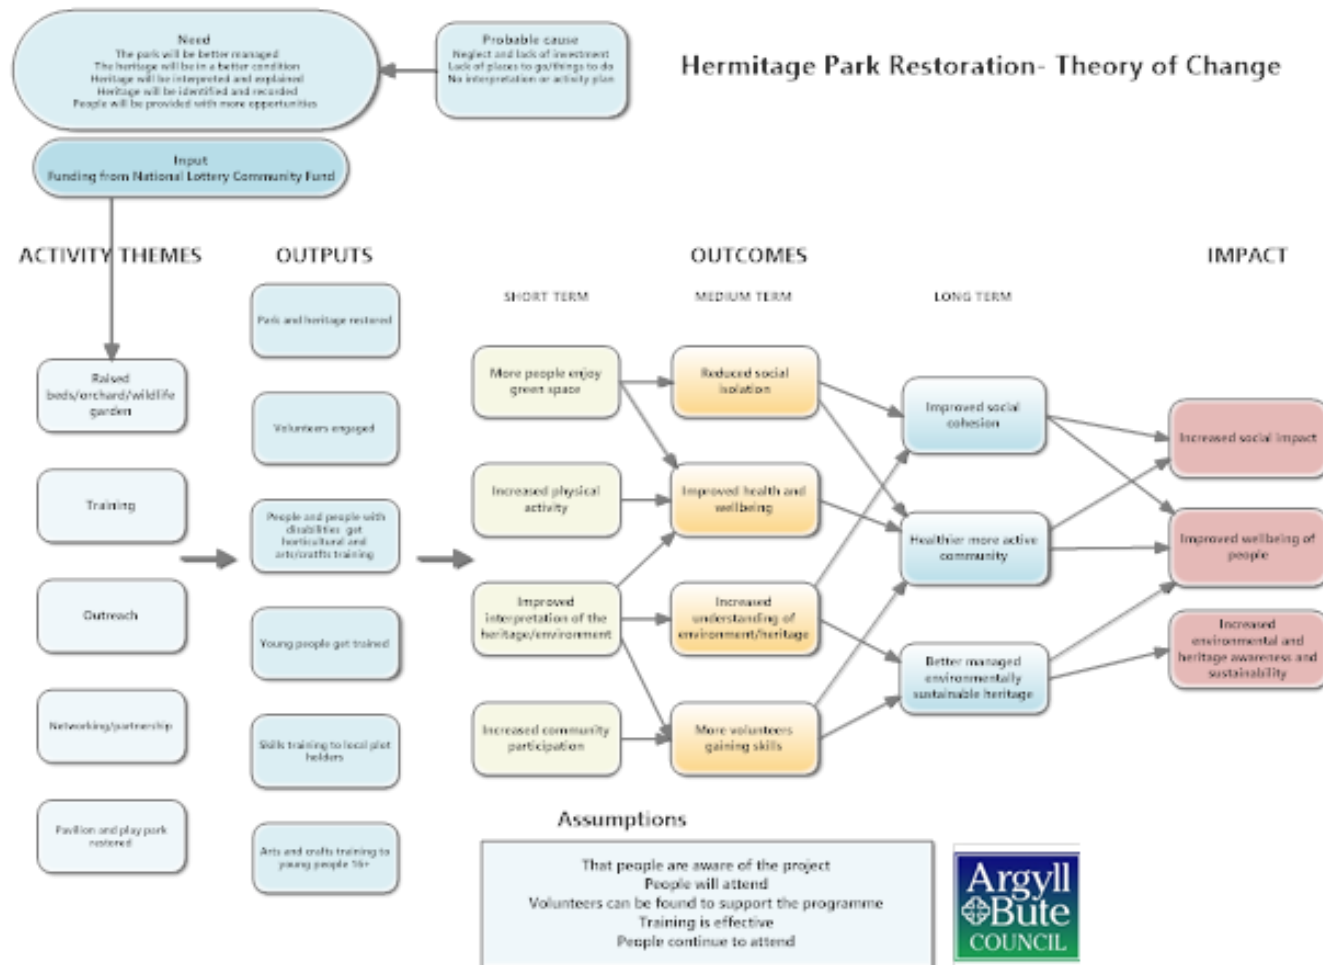 Need
The park will be better managed
The heritage will be in a better condition
Heritage will be interpreted and explained
Heritage will be identified and recorded
People will be provided with more opportunities
Probable cause
Neglect and lack of investment
Lack of places to go/things to do
No interpretation or activity plan
Hermitage Park Restoration- Theory of Change
Input
Funding from National Lottery Community Fund
ACTIVITY THEMES
OUTPUTS
OUTCOMES
IMPACT
SHORT TERM
MEDIUM TERM
LONG TERM
Raised
beds/orchard/wildlife
garden
Training
Outreach
Networking/partnership
Pavilion and play park
restored
Park and heritage restored
Volunteers engaged
People and people with
disabilities get
horticultural and
arts/craffts training
Young people get trained
Skills training to local plot
holders
Arts and crafts training to
young people 16+
More people enjoy
green space
Increased physical
activity
Improved
interpretation of the
heritage/environment
Increased community
participation
Reduced social
isolation
Improved health and
wellbeing
Increased
understanding of
environment/heritage
More volunteers
gaining skills
Improved social
cohesion
Healthier more active
community
Better managed
environmentally
sustainable heritage
Increased social impact
Improved wellbeing of
people
Increased
environmental and
heritage awareness and
sustainability
Assumptions
That people are aware of the project
People will attend
Volunteers can be found to support the programme
Training is effective
People continue to attend
Argyll
Bute
COUNCIL